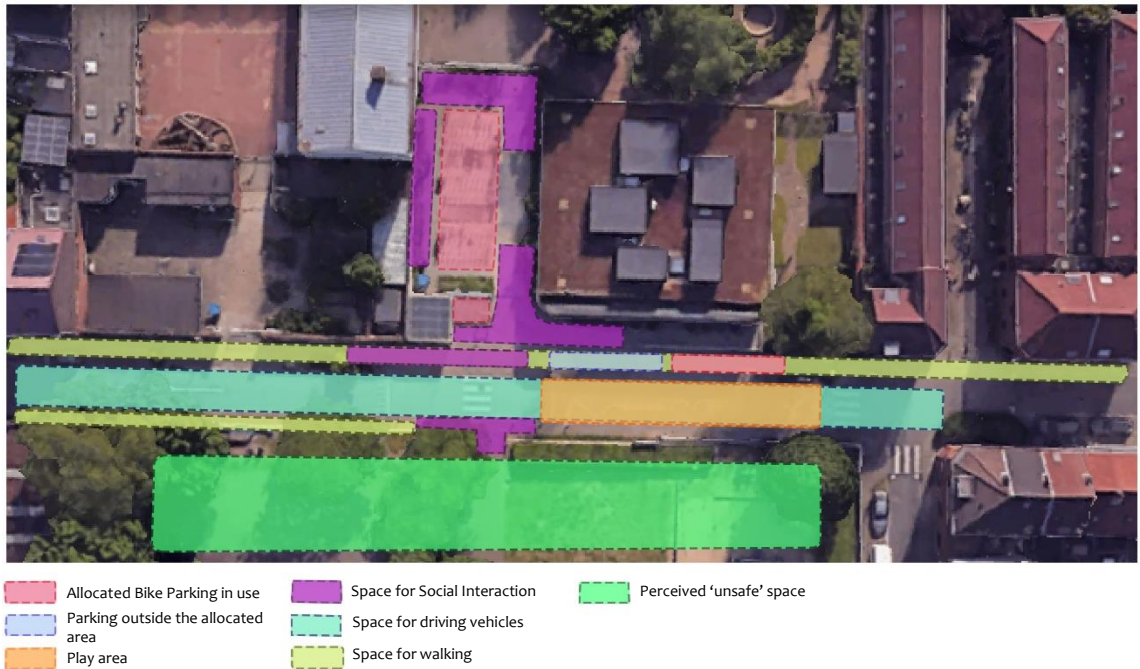 Allocated Bike Parking in use
Parking outside the allocated
area
Play area
Space for Social Interaction
Space for driving vehicles
Space for walking
Perceived ‘unsafe’ space